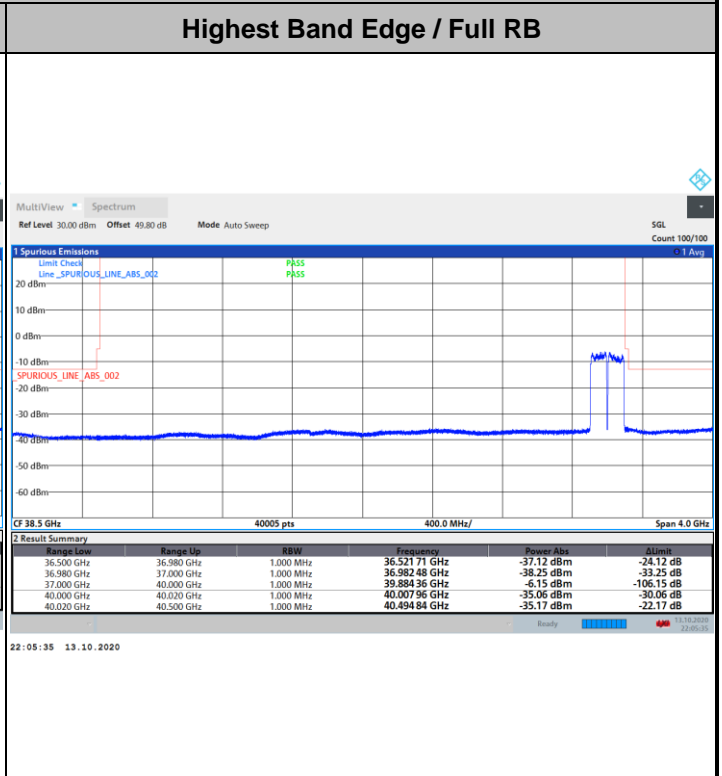 Highest Band Edge / Full RB
MultiView Spectrum
Ref Level 30.00 dBm Offset 49.80 dB Mode Auto Sweep SGL
Count 100/100
1 Spurious Emissions 1 Avg
Limit Check PASS
Line _SPURIOUS_LINE_ABS_002 PASS
20 dBm
10 dBm
0 dBm
-10 dBm
_SPURIOUS_LINE_ABS_002
-20 dBm
-30 dBm
-40 dBm
-50 dBm
-60 dBm
CF 38.5 GHz 40005 pts 400.0 MHz/ Span 4.0 GHz
2 Result Summary
Range Low Range Up RBW Frequency Power Abs ΔLimit
36.500 GHz 36.980 GHz 1.000 MHz 36.521 71 GHz -37.12 dBm -24.12 dB
36.980 GHz 37.000 GHz 1.000 MHz 36.982 48 GHz -38.25 dBm -33.25 dB
37.000 GHz 40.000 GHz 1.000 MHz 39.884 36 GHz -6.15 dBm -106.15 dB
40.000 GHz 40.020 GHz 1.000 MHz 40.007 96 GHz -35.06 dBm -30.06 dB
40.020 GHz 40.500 GHz 1.000 MHz 40.494 84 GHz -35.17 dBm -22.17 dB
Ready 13.10.2020
22:05:35
22:05:35 13.10.2020